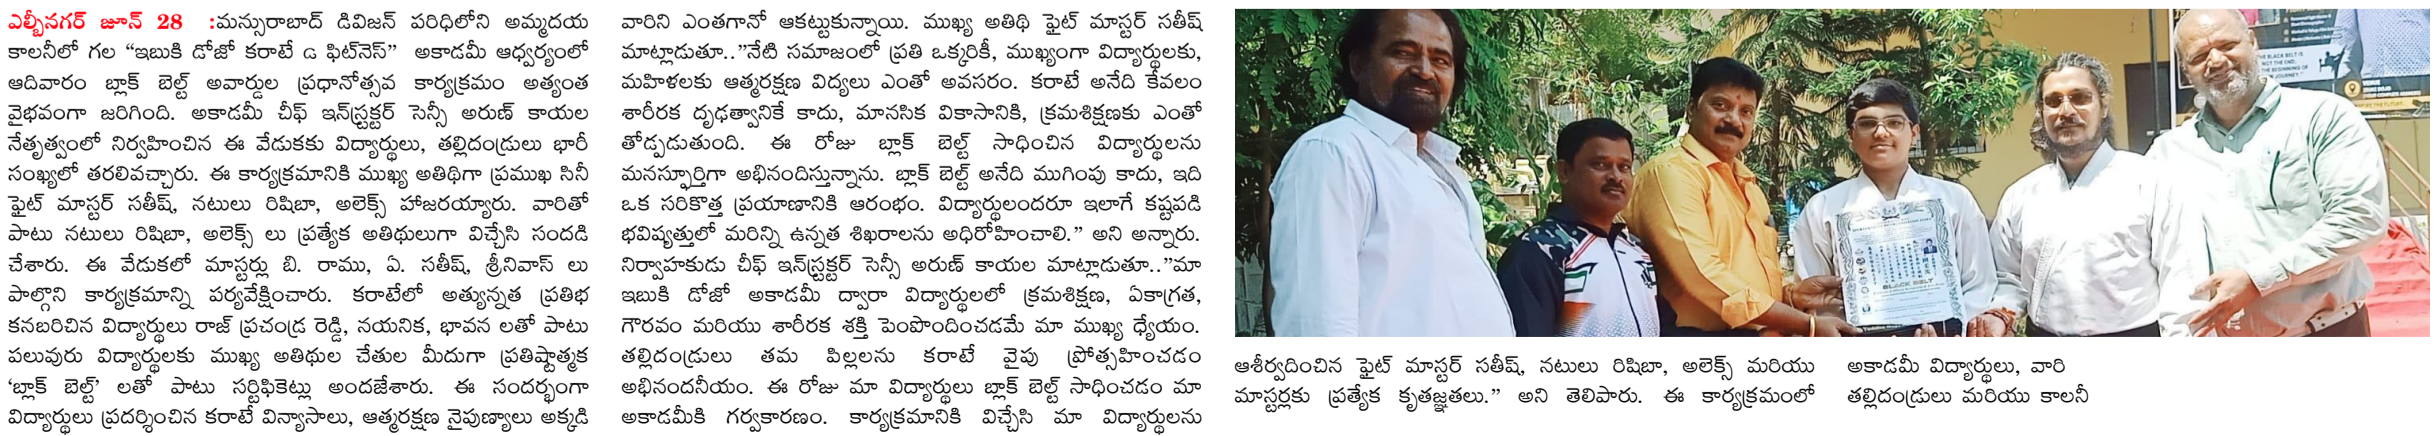 ఎల్బీనగర్ జూన్ 28 :మన్సురాబాద్ డివిజన్ పరిధిలోని అమ్మదయ
కాలనీలో గల “ఇబుకి డోజో కరాటే డ ఫిట్‌నెస్” అకాడమీ ఆధ్వర్యంలో
ఆదివారం బ్లాక్ బెల్ట్ అవార్డుల ప్రధానోత్సవ కార్యక్రమం అత్యంత
వైభవంగా జరిగింది. అకాడమీ చీఫ్ ఇన్‌స్ట్రక్టర్ సెన్సీ అరుణ్ కాయల
నేతృత్వంలో నిర్వహించిన ఈ వేడుకకు విద్యార్థులు, తల్లిదండ్రులు భారీ
సంఖ్యలో తరలివచ్చారు. ఈ కార్యక్రమానికి ముఖ్య అతిథిగా ప్రముఖ సినీ
ఫైట్ మాస్టర్ సతీష్, నటులు రిషిబా, అలెక్స్ హాజరయ్యారు. వారితో
పాటు నటులు రిషిబా, అలెక్స్ లు ప్రత్యేక అతిథులుగా విచ్చేసి సందడి
చేశారు. ఈ వేడుకలో మాస్టర్లు బి. రాము, ఏ. సతీష్, శ్రీనివాస్ లు
పాల్గొని కార్యక్రమాన్ని పర్యవేక్షించారు. కరాటేలో అత్యున్నత ప్రతిభ
కనబరిచిన విద్యార్థులు రాజ్ ప్రచండ్ర రెడ్డి, నయనిక, భావన లతో పాటు
పలువురు విద్యార్థులకు ముఖ్య అతిథుల చేతుల మీదుగా ప్రతిష్టాత్మక
‘బ్లాక్ బెల్ట్’ లతో పాటు సర్టిఫికెట్లు అందజేశారు. ఈ సందర్భంగా
విద్యార్థులు ప్రదర్శించిన కరాటే విన్యాసాలు, ఆత్మరక్షణ నైపుణ్యాలు అక్కడి
వారిని ఎంతగానో ఆకట్టుకున్నాయి. ముఖ్య అతిథి ఫైట్ మాస్టర్ సతీష్
మాట్లాడుతూ..”నేటి సమాజంలో ప్రతి ఒక్కరికీ, ముఖ్యంగా విద్యార్థులకు,
మహిళలకు ఆత్మరక్షణ విద్యలు ఎంతో అవసరం. కరాటే అనేది కేవలం
శారీరక దృఢత్వానికే కాదు, మానసిక వికాసానికి, క్రమశిక్షణకు ఎంతో
తోడ్పడుతుంది. ఈ రోజు బ్లాక్ బెల్ట్ సాధించిన విద్యార్థులను
మనస్ఫూర్తిగా అభినందిస్తున్నాను. బ్లాక్ బెల్ట్ అనేది ముగింపు కాదు, ఇది
ఒక సరికొత్త ప్రయాణానికి ఆరంభం. విద్యార్థులందరూ ఇలాగే కష్టపడి
భవిష్యత్తులో మరిన్ని ఉన్నత శిఖరాలను అధిరోహించాలి.” అని అన్నారు.
నిర్వాహకుడు చీఫ్ ఇన్‌స్ట్రక్టర్ సెన్సీ అరుణ్ కాయల మాట్లాడుతూ..”మా
ఇబుకి డోజో అకాడమీ ద్వారా విద్యార్థులలో క్రమశిక్షణ, ఏకాగ్రత,
గౌరవం మరియు శారీరక శక్తి పెంపొందించడమే మా ముఖ్య ధ్యేయం.
తల్లిదండ్రులు తమ పిల్లలను కరాటే వైపు ప్రోత్సహించడం
అభినందనీయం. ఈ రోజు మా విద్యార్థులు బ్లాక్ బెల్ట్ సాధించడం మా
అకాడమీకి గర్వకారణం. కార్యక్రమానికి విచ్చేసి మా విద్యార్థులను
BLACK BELT
ఆశీర్వదించిన ఫైట్ మాస్టర్ సతీష్, నటులు రిషిబా, అలెక్స్ మరియు
మాస్టర్లకు ప్రత్యేక కృతజ్ఞతలు.” అని తెలిపారు. ఈ కార్యక్రమంలో
అకాడమీ విద్యార్థులు, వారి
తల్లిదండ్రులు మరియు కాలనీ